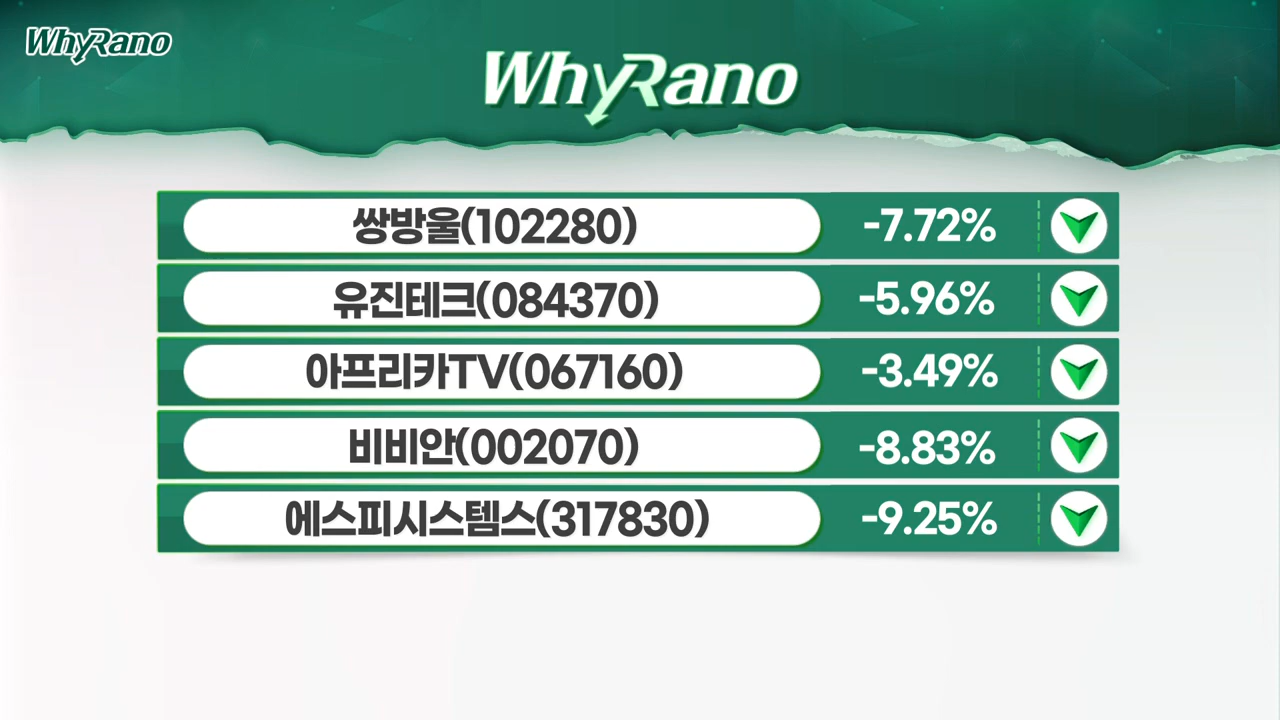 WhyRano
WhyRano
쌍방울(102280) -7.72%
유진테크(084370) -5.96%
아프리카TV(067160) -3.49%
비비안(002070) -8.83%
에스피시스템스(317830) -9.25%